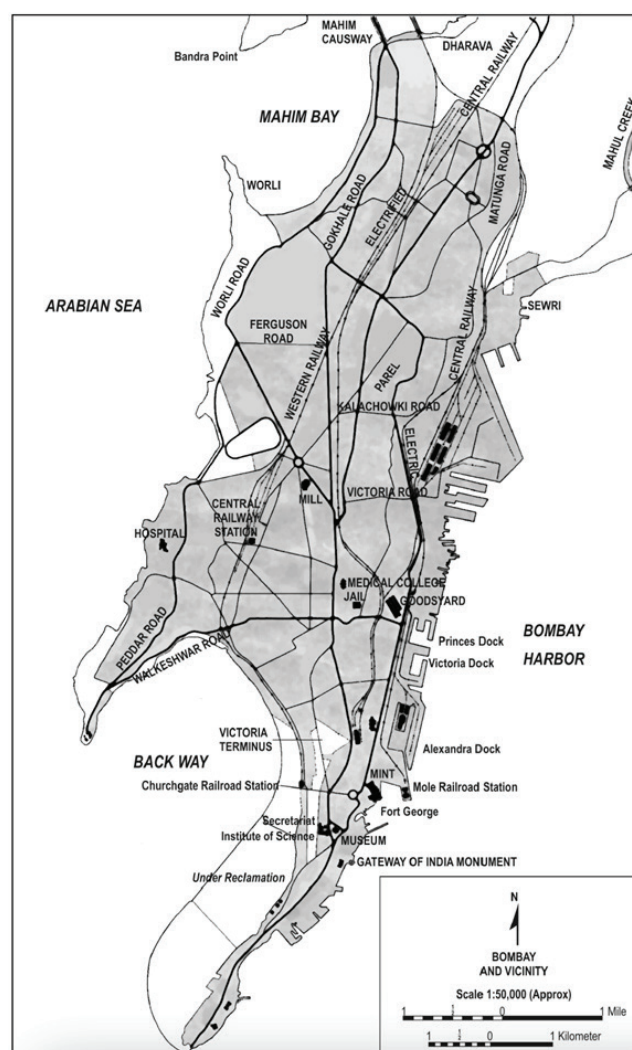 MAHIM
CAUSWAY
DHARAVA
Bandra Point
CENTRAL RAILWAY
MAHIM BAY
MAHUL CREEK
WORLI
GOKHALE ROAD
ELECTRIFIED
MATUNGA ROAD
ARABIAN SEA
WORLI ROAD
SEWRI
FERGUSON
ROAD
WESTERN RAILWAY
CENTRAL RAILWAY
PAREL
KALACHOWKI ROAD
ELECTRIC
MILL
VICTORIA ROAD
CENTRAL
RAILWAY
STATION
HOSPITAL
MEDICAL COLLEGE
JAIL
GOODSYARD
PEDDAR ROAD
WALKESHWAR ROAD
Princes Dock
BOMBAY
HARBOR
Victoria Dock
VICTORIA
TERMINUS
BACK WAY
Alexandra Dock
MINT
Churchgate Railroad Station
Mole Railroad Station
Fort George
Secretariat
Institute of Science
MUSEUM
GATEWAY OF INDIA MONUMENT
Under Reclamation
N
BOMBAY
AND VICINITY
Scale 1:50,000 (Approx)
1 0 1 Mile
1 0 1 Kilometer